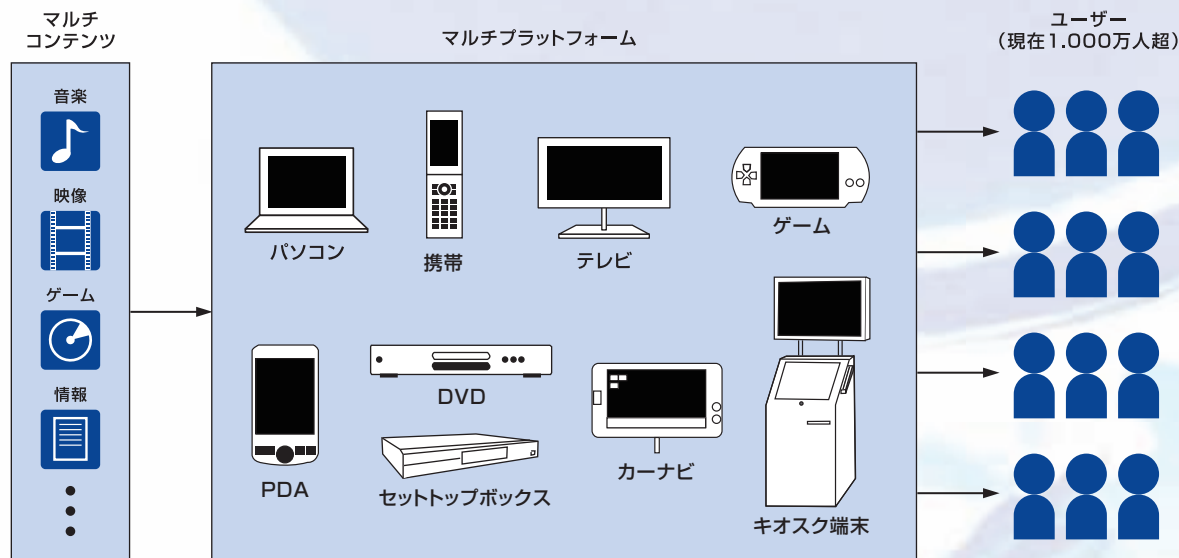 マルチ
コンテンツ
マルチプラットフォーム
ユーザー
（現在1.000万人超）
音楽
映像
ゲーム
情報
パソコン
携帯
テレビ
ゲーム
PDA
DVD
セットトップボックス
カーナビ
キオスク端末